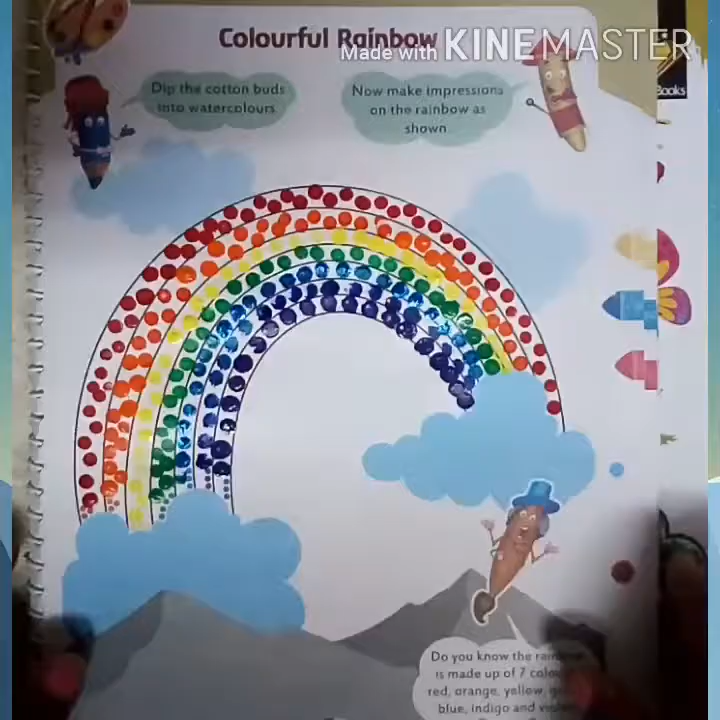 Colourful Rainbow
Made with KINEMASTER
Dip the cotton buds
into watercolours
Now make impressions
on the rainbow as
shown
Books
Do you know the
is made up of 7
red, orange, yellow,
blue, indigo and